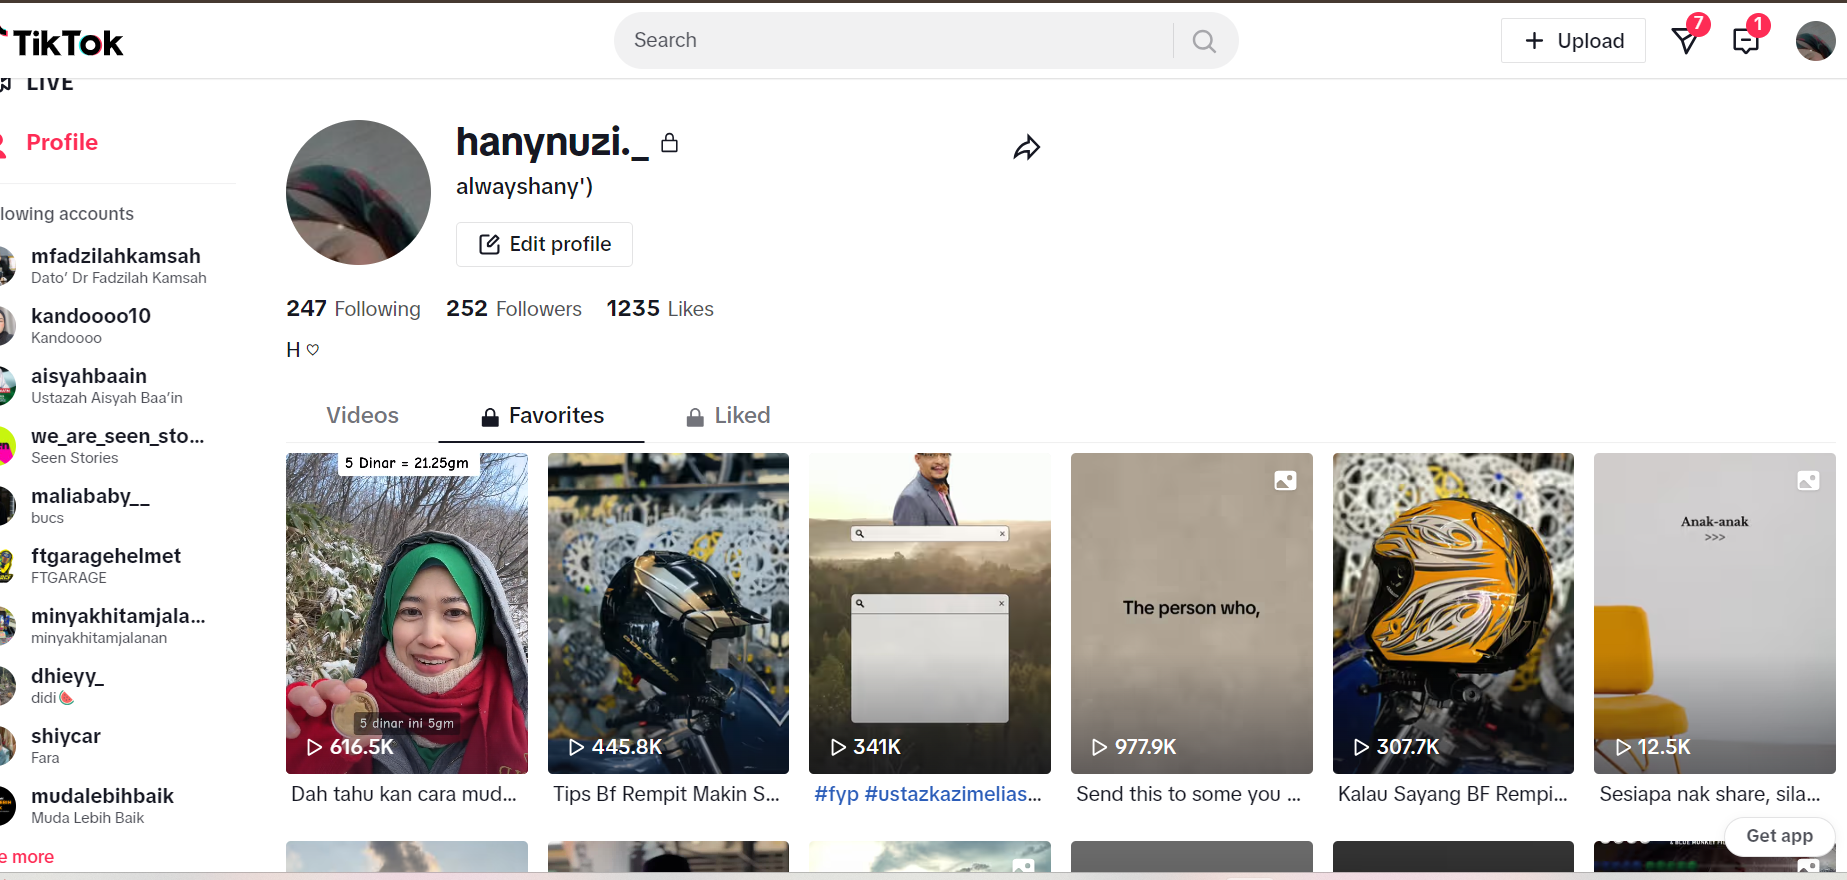 TikTok
Search
Upload
7
1
LIVE
Profile
lowing accounts
mfadzilahkamsah
Dato' Dr Fadzilah Kamsah
kandoooo10
Kandoooo
aisyahbaain
Ustazah Aisyah Baa'in
we_are_seen_sto...
Seen Stories
maliababy__
bucs
ftgaragehelmet
FTGARAGE
minyakhitamjala...
minyakhitamjalanan
dhieyy_
didi🍉
shiycar
Fara
mudalebihbaik
Muda Lebih Baik
e more
hanynuzi._
alwayshany')
Edit profile
247 Following 252 Followers 1235 Likes
H ♡
Videos Favorites Liked
5 Dinar = 21.25gm
5 dinar ini 5gm
616.5K
Dah tahu kan cara mud...
445.8K
Tips Bf Rempit Makin S...
341K
#fyp #ustazkazimelias...
The person who,
977.9K
Send this to some you ...
307.7K
Kalau Sayang BF Rempi...
Anak-anak
>>>
12.5K
Sesiapa nak share, sila...
Get app